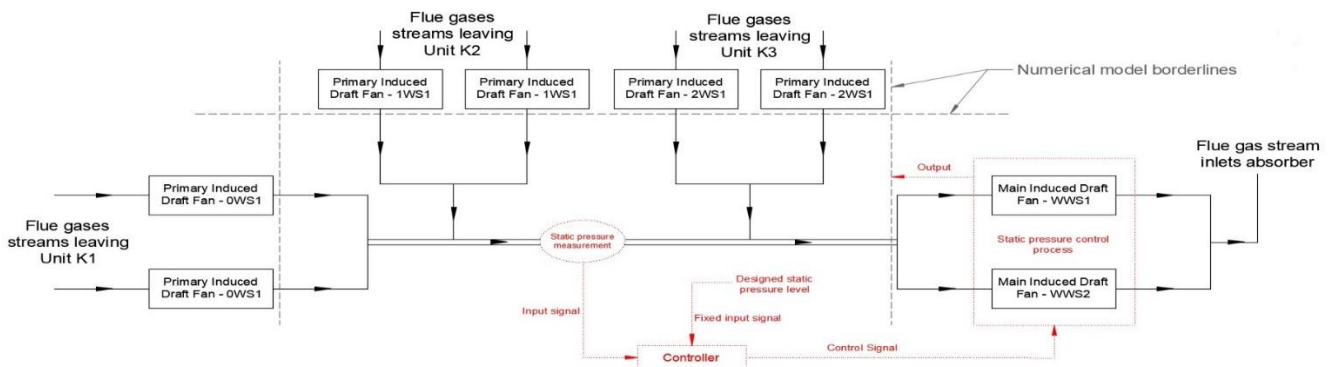 Flue gases
streams leaving
Unit K2
Flue gases
streams leaving
Unit K3
Primary Induced
Draft Fan - 1WS1
Primary Induced
Draft Fan - 1WS1
Primary Induced
Draft Fan - 2WS1
Primary Induced
Draft Fan - 2WS1
Numerical model borderlines
Flue gas stream
inlets absorber
Output
Primary Induced
Draft Fan - 0WS1
Main Induced Draft
Fan - WWS1
Flue gases
streams leaving
Unit K1
Static pressure
measurement
Static pressure control
process
Primary Induced
Draft Fan - 0WS1
Designed static
pressure level
Main Induced Draft
Fan - WWS2
Input signal
Fixed input signal
Controller
Control Signal